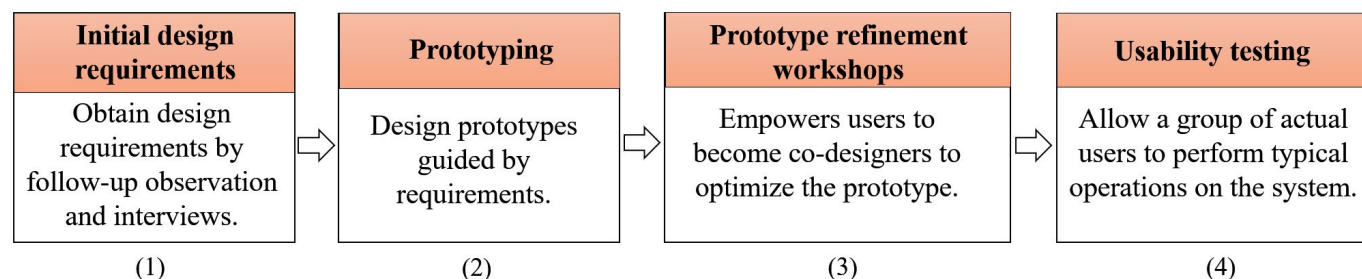 Initial design
requirements
Obtain design
requirements by
follow-up observation
and interviews.
(1)
Prototyping
Design prototypes
guided by
requirements.
(2)
Prototype refinement
workshops
Empowers users to
become co-designers to
optimize the prototype.
(3)
Usability testing
Allow a group of actual
users to perform typical
operations on the system.
(4)